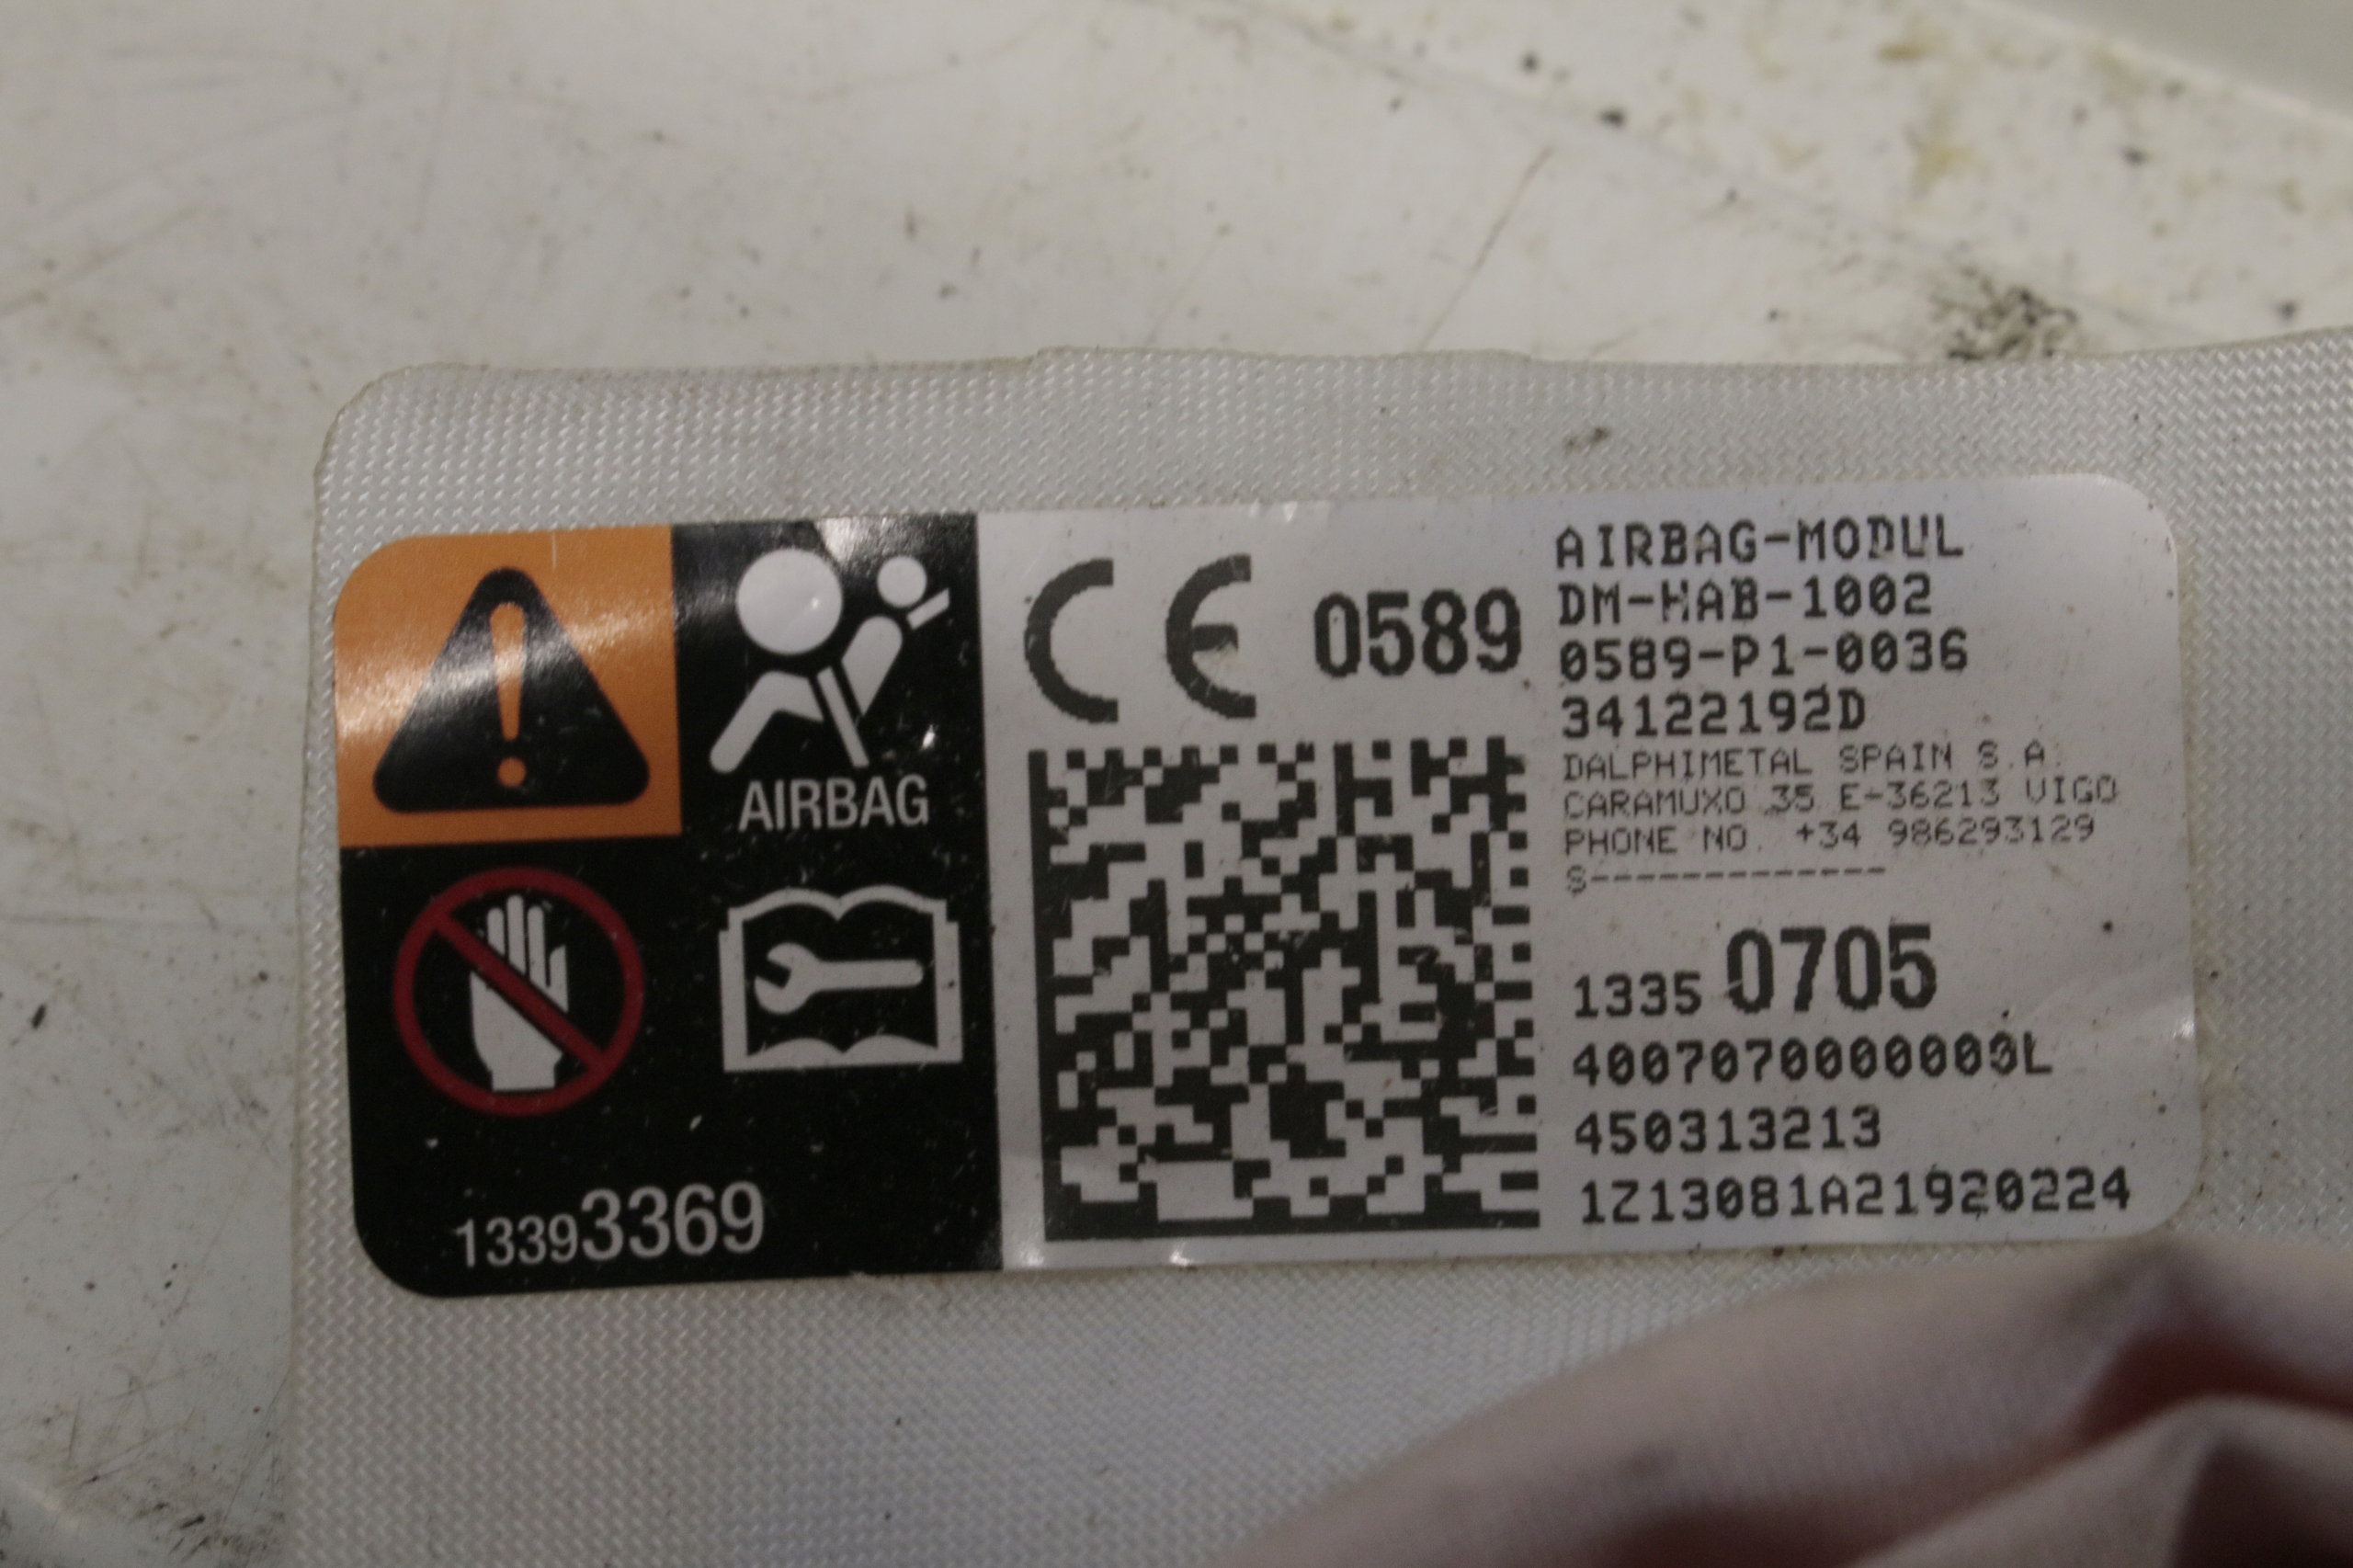 AIRBAG
13393369
CE 0589
AIRBAG-MODUL
DM-HAB-1002
0589-P1-0036
34122192D
DALPHIMETAL SPAIN S.A.
CARAMUXO 35 E-36213 VIGO
PHONE NO. +34 986293129
S-------------
1335 0705
4007070000000L
450313213
1Z13081A21920224